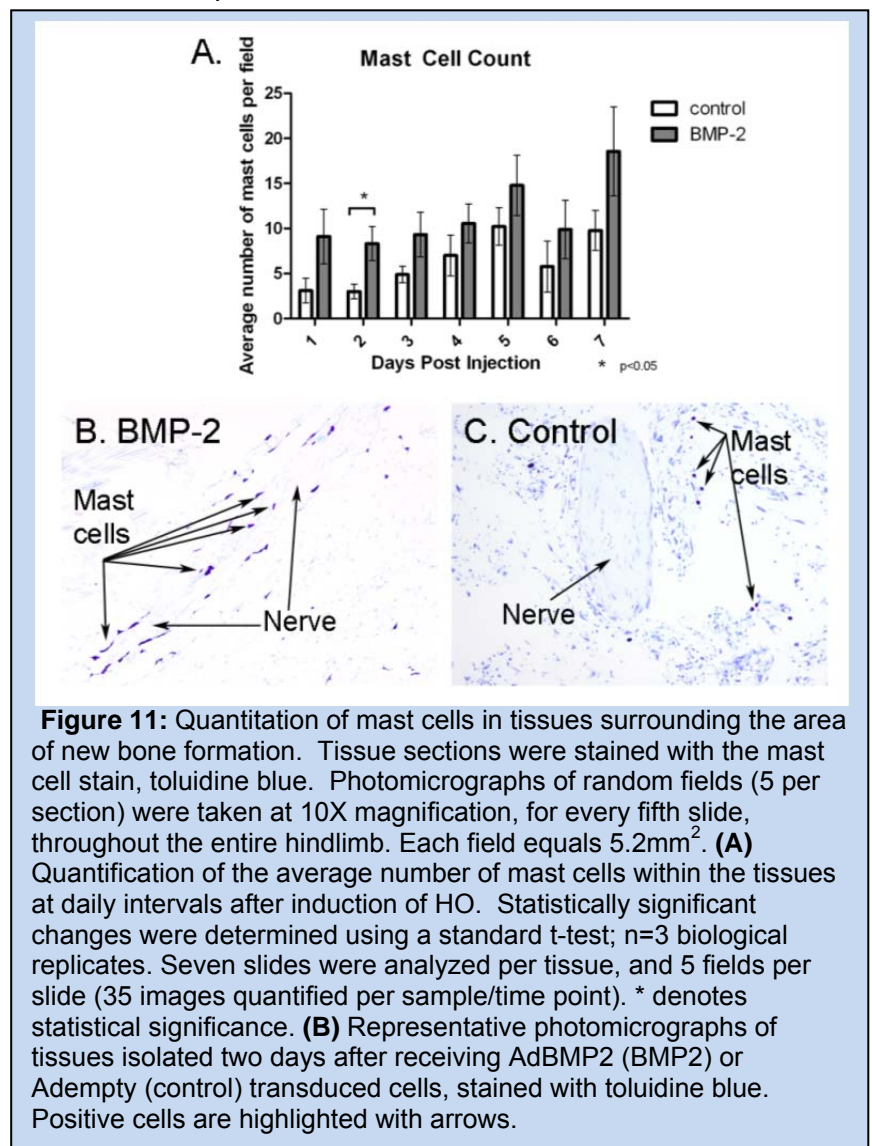 A.
Mast Cell Count
Average number of mast cells per field
25
20
15
10
5
0
*
control
BMP-2
1 2 3 4 5 6 7
Days Post Injection
* p<0.05
B. BMP-2
Mast
cells
Nerve
C. Control
Mast
cells
Nerve
Figure 11: Quantitation of mast cells in tissues surrounding the area
of new bone formation. Tissue sections were stained with the mast
cell stain, toluidine blue. Photomicrographs of random fields (5 per
section) were taken at 10X magnification, for every fifth slide,
throughout the entire hindlimb. Each field equals 5.2mm². (A)
Quantification of the average number of mast cells within the tissues
at daily intervals after induction of HO. Statistically significant
changes were determined using a standard t-test; n=3 biological
replicates. Seven slides were analyzed per tissue, and 5 fields per
slide (35 images quantified per sample/time point). * denotes
statistical significance. (B) Representative photomicrographs of
tissues isolated two days after receiving AdBMP2 (BMP2) or
Adempty (control) transduced cells, stained with toluidine blue.
Positive cells are highlighted with arrows.